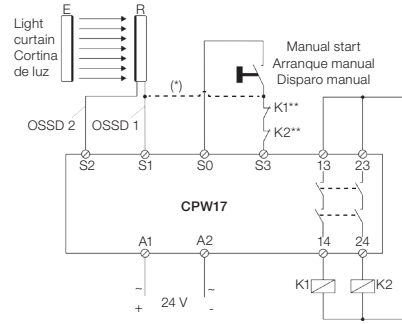 E
R
Light
curtain
Cortina
de luz
Manual start
Arranque manual
Disparo manual
(*)
K1**
K2**
OSSD 2
OSSD 1
S2
S1
S0
S3
13
23
CPW17
A1
A2
14
24
~
+
24 V
~
-
K1
K2